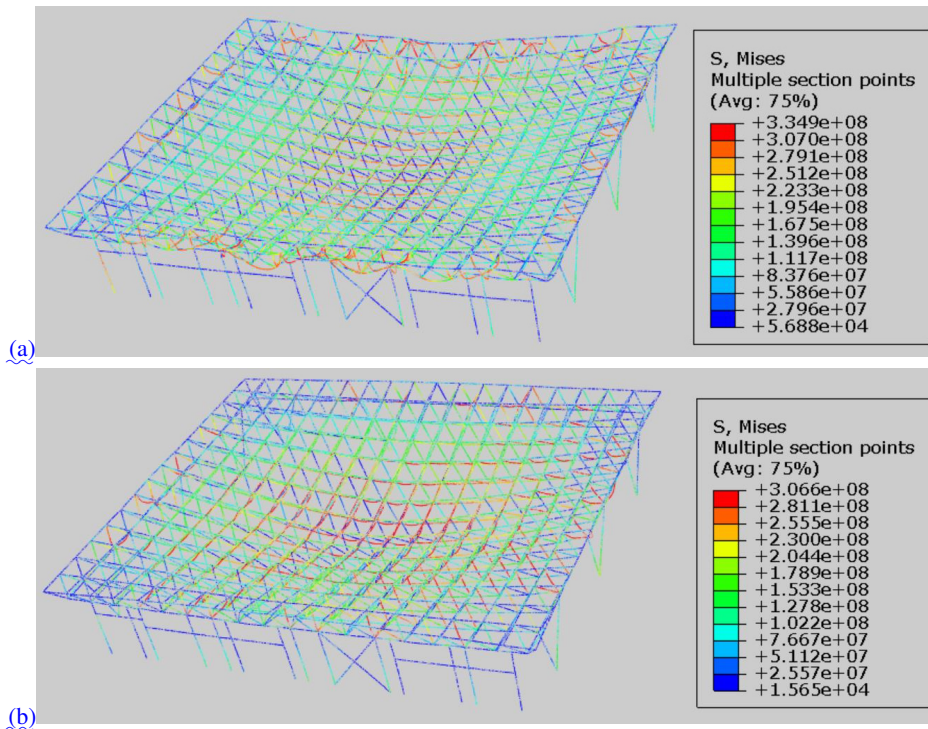 S, Mises
Multiple section points
(Avg: 75%)
+3.349e+08
+3.070e+08
+2.791e+08
+2.512e+08
+2.233e+08
+1.954e+08
+1.675e+08
+1.396e+08
+1.117e+08
+8.376e+07
+5.586e+07
+2.796e+07
+5.688e+04
(a)
S, Mises
Multiple section points
(Avg: 75%)
+3.066e+08
+2.811e+08
+2.555e+08
+2.300e+08
+2.044e+08
+1.789e+08
+1.533e+08
+1.278e+08
+1.022e+08
+7.667e+07
+5.112e+07
+2.557e+07
+1.565e+04
(b)